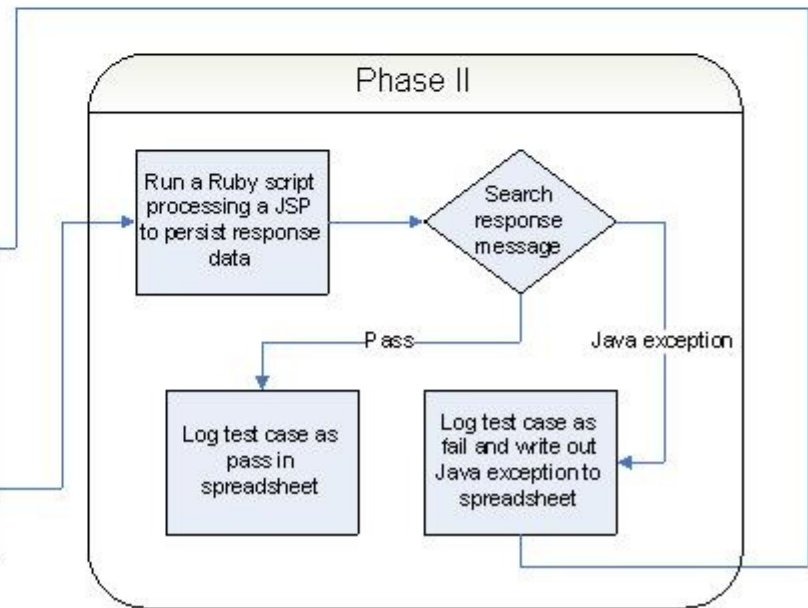 Phase II
Run a Ruby script
processing a JSP
to persist response
data
Search
response
message
Pass
Java exception
Log test case as
pass in
spreadsheet
Log test case as
fail and write out
Java exception to
spreadsheet